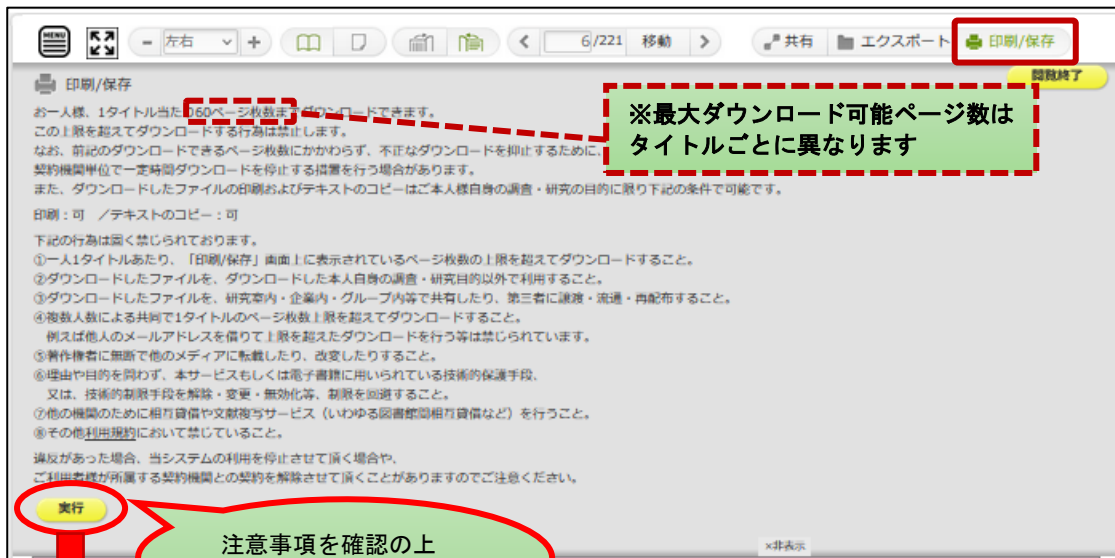 MENU
- 左右 +
6/221 移動
共有 エクスポート 印刷/保存
印刷/保存
閲覧終了
お一人様、1タイトル当たり60ページ枚数までダウンロードできます。
この上限を超えてダウンロードする行為は禁止します。
なお、前記のダウンロードできるページ枚数にかかわらず、不正なダウンロードを抑止するために、
契約機関単位で一定時間ダウンロードを停止する措置を行う場合があります。
また、ダウンロードしたファイルの印刷およびテキストのコピーはご本人様自身の調査・研究の目的に限り下記の条件で可能です。
※最大ダウンロード可能ページ数は
タイトルごとに異なります
印刷:可 /テキストのコピー:可
下記の行為は固く禁じられております。
①一人1タイトルあたり、「印刷/保存」画面上に表示されているページ枚数の上限を超えてダウンロードすること。
②ダウンロードしたファイルを、ダウンロードした本人自身の調査・研究目的以外で利用すること。
③ダウンロードしたファイルを、研究室内・企業内・グループ内等で共有したり、第三者に譲渡・流通・再配布すること。
④複数人数による共同で1タイトルのページ枚数上限を超えてダウンロードすること。
例えば他人のメールアドレスを借りて上限を超えたダウンロードを行う等は禁じられています。
⑤著作権者に無断で他のメディアに転載したり、改変したりすること。
⑥理由や目的を問わず、本サービスもしくは電子書籍に用いられている技術的保護手段、
又は、技術的制限手段を解除・変更・無効化等、制限を回避すること。
⑦他の機関のために相互貸借や文献複写サービス（いわゆる図書館間相互貸借など）を行うこと。
⑧その他利用規約において禁じていること。
違反があった場合、当システムの利用を停止させて頂く場合や、
ご利用者様が所属する契約機関との契約を解除させて頂くことがありますのでご注意ください。
実行
注意事項を確認の上
×非表示